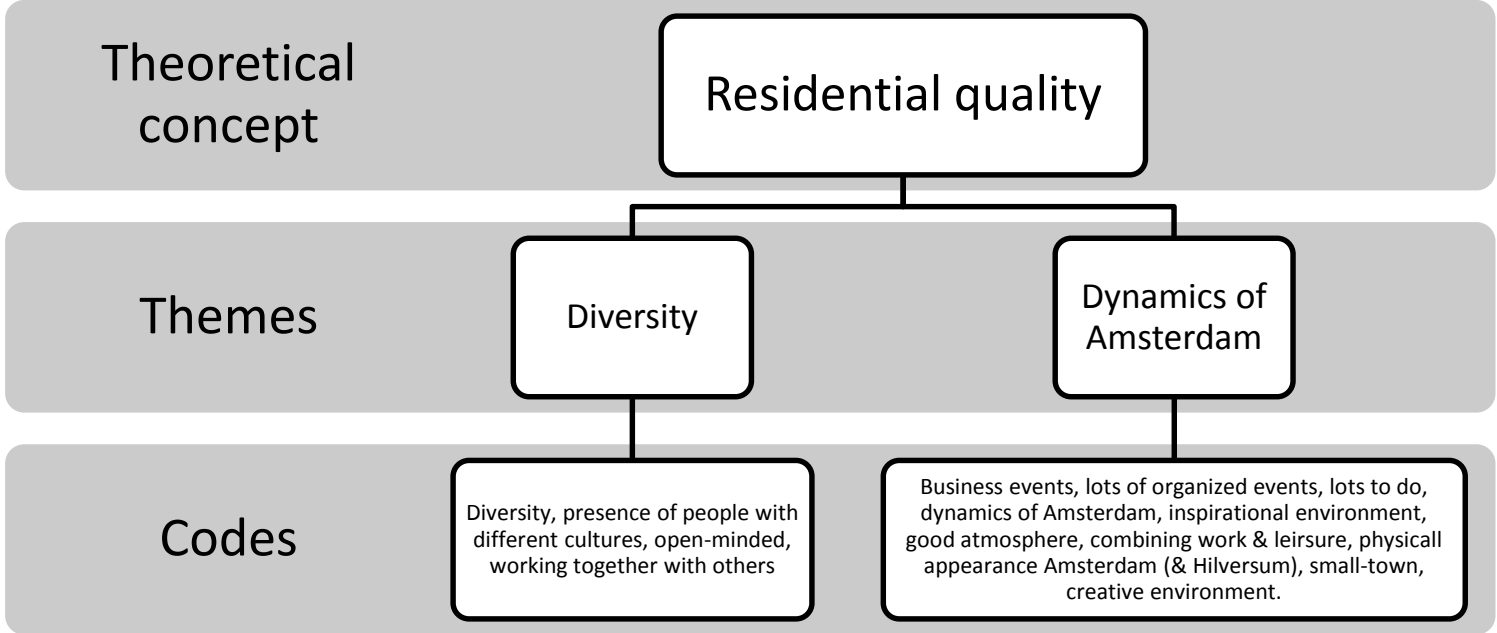 Theoretical
concept
Residential quality
Themes
Diversity
Dynamics of
Amsterdam
Codes
Diversity, presence of people with
different cultures, open-minded,
working together with others
Business events, lots of organized events, lots to do,
dynamics of Amsterdam, inspirational environment,
good atmosphere, combining work & leirsure, physicall
appearance Amsterdam (& Hilversum), small-town,
creative environment.